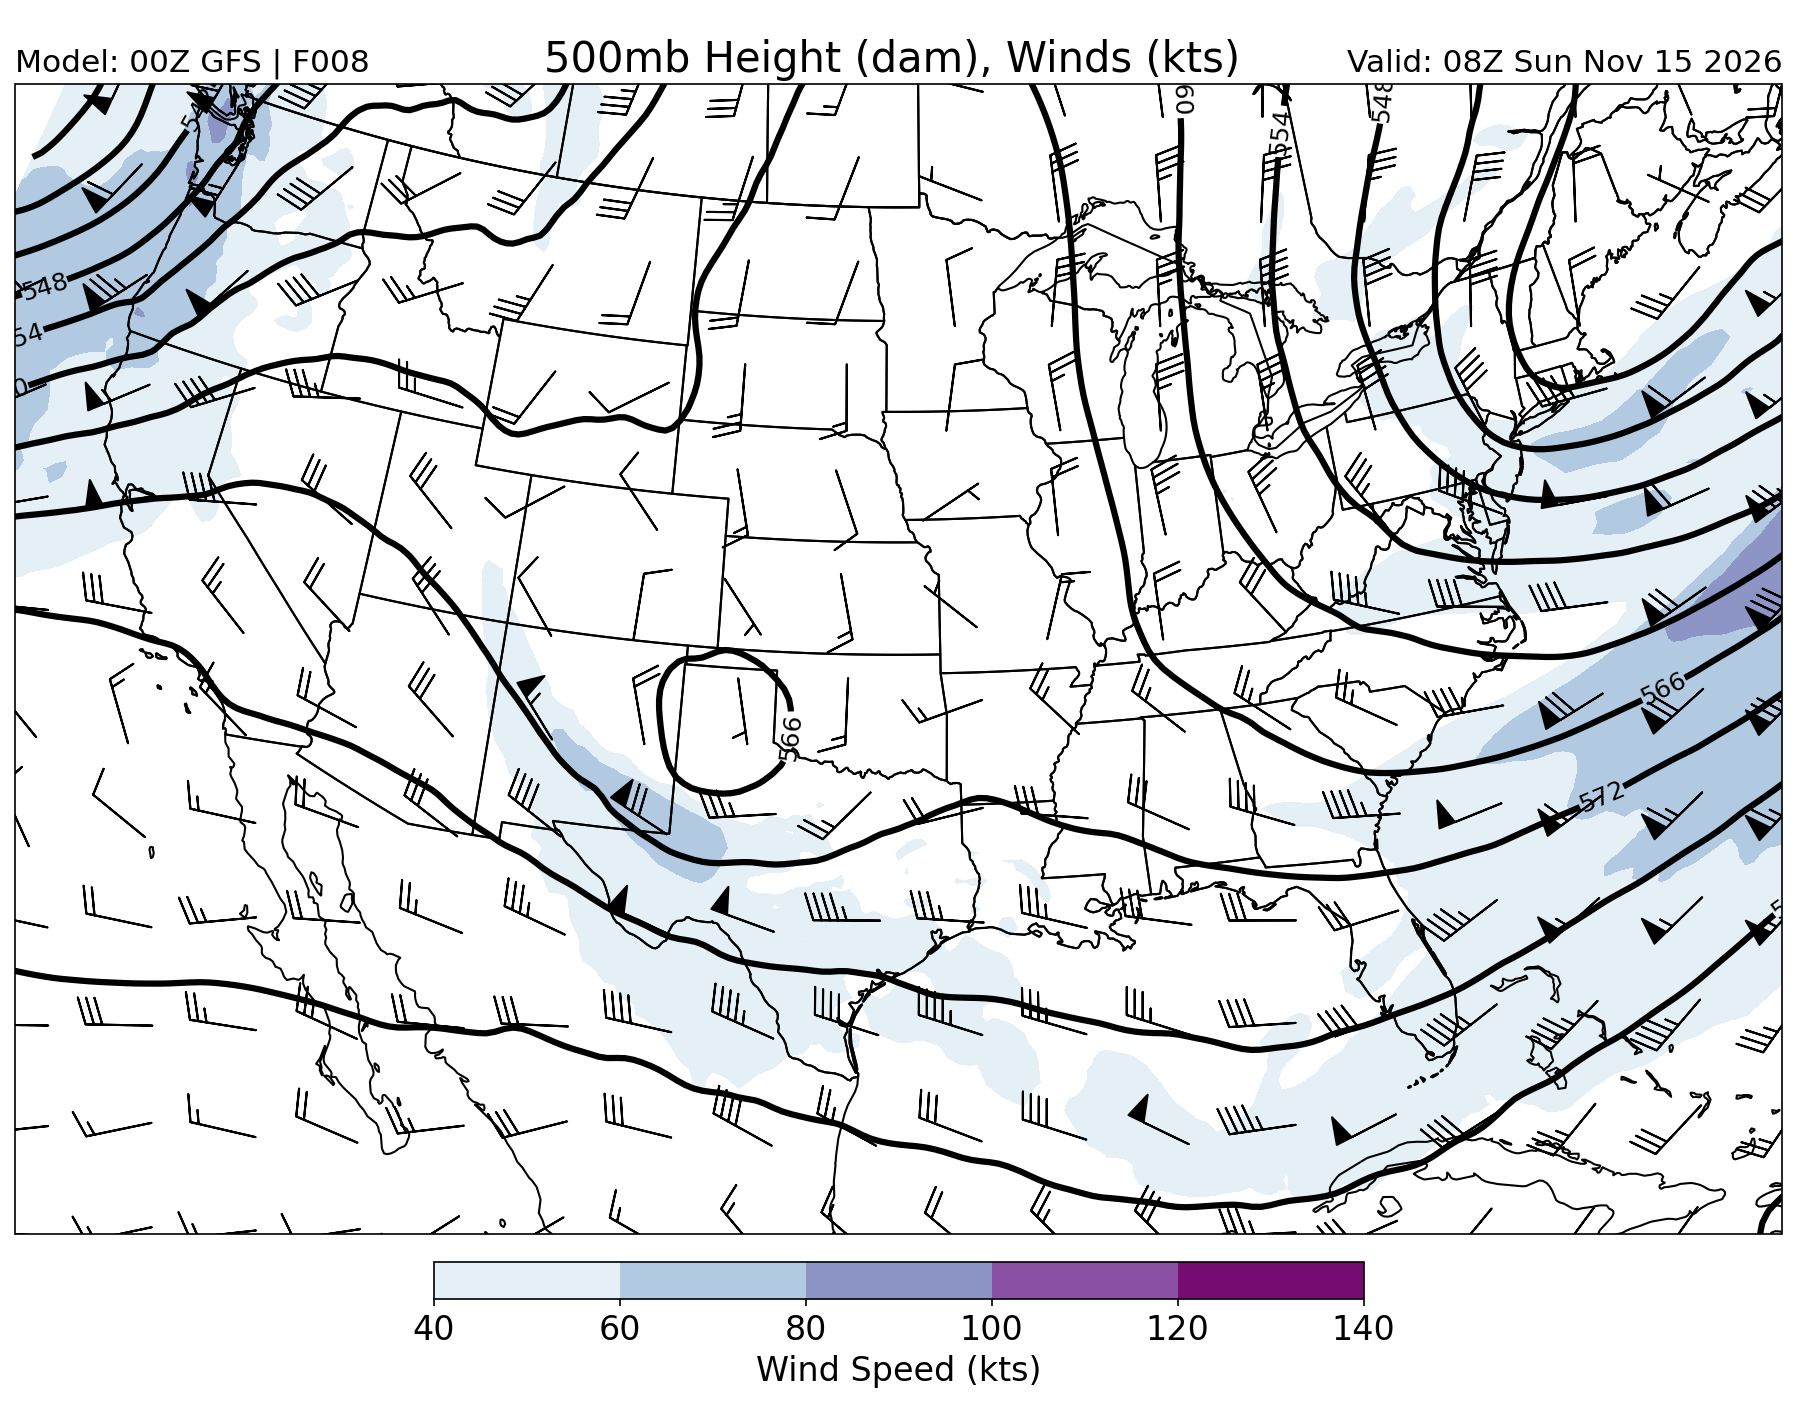 Model: 00Z GFS | F008
500mb Height (dam), Winds (kts)
Valid: 08Z Sun Nov 15 2026
554
548
548
566
566
572
40 60 80 100 120 140
Wind Speed (kts)